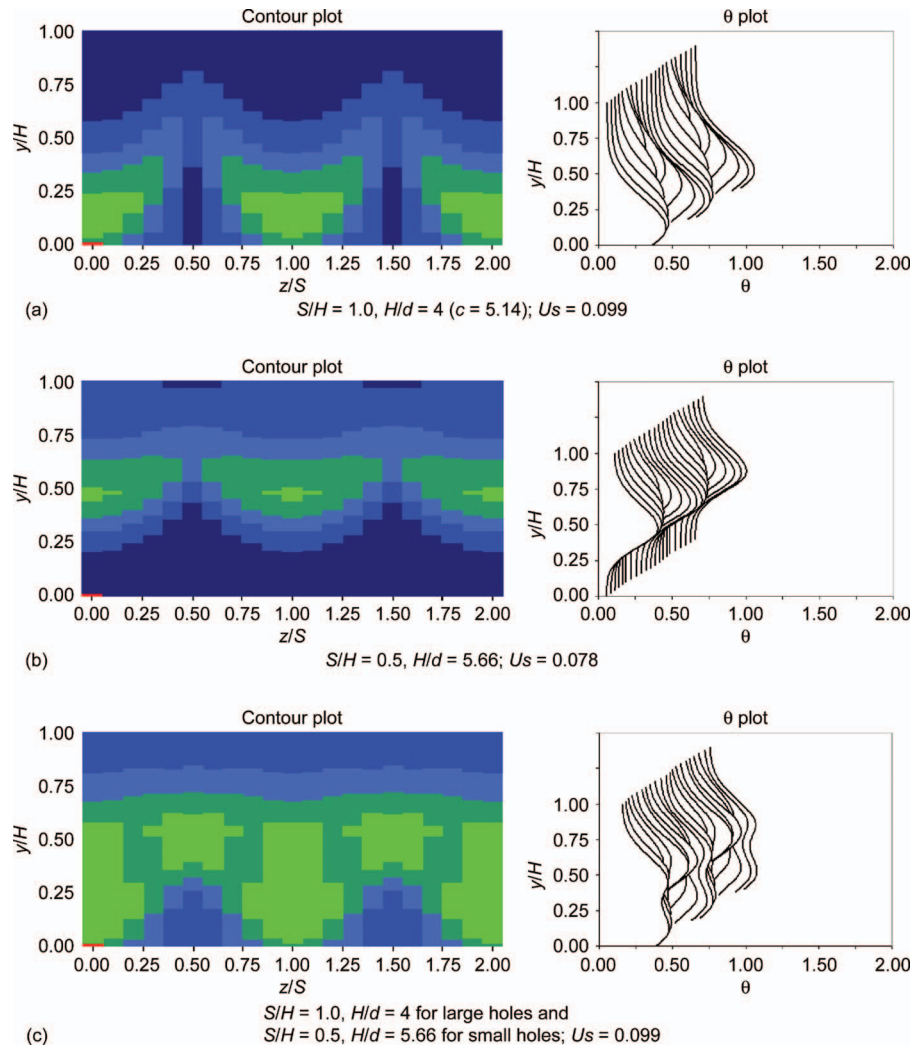 Contour plot
θ plot
1.00
0.75
0.50
0.25
0.00
y/H
0.00 0.25 0.50 0.75 1.00 1.25 1.50 1.75 2.00
z/S
1.00
0.75
0.50
0.25
0.00
y/H
0.00 0.50 1.00 1.50 2.00
θ
(a)
S/H = 1.0, H/d = 4 (c = 5.14); Us = 0.099
Contour plot
θ plot
1.00
0.75
0.50
0.25
0.00
y/H
0.00 0.25 0.50 0.75 1.00 1.25 1.50 1.75 2.00
z/S
1.00
0.75
0.50
0.25
0.00
y/H
0.00 0.50 1.00 1.50 2.00
θ
(b)
S/H = 0.5, H/d = 5.66; Us = 0.078
Contour plot
θ plot
1.00
0.75
0.50
0.25
0.00
y/H
0.00 0.25 0.50 0.75 1.00 1.25 1.50 1.75 2.00
z/S
1.00
0.75
0.50
0.25
0.00
y/H
0.00 0.50 1.00 1.50 2.00
θ
S/H = 1.0, H/d = 4 for large holes and
(c)
S/H = 0.5, H/d = 5.66 for small holes; Us = 0.099